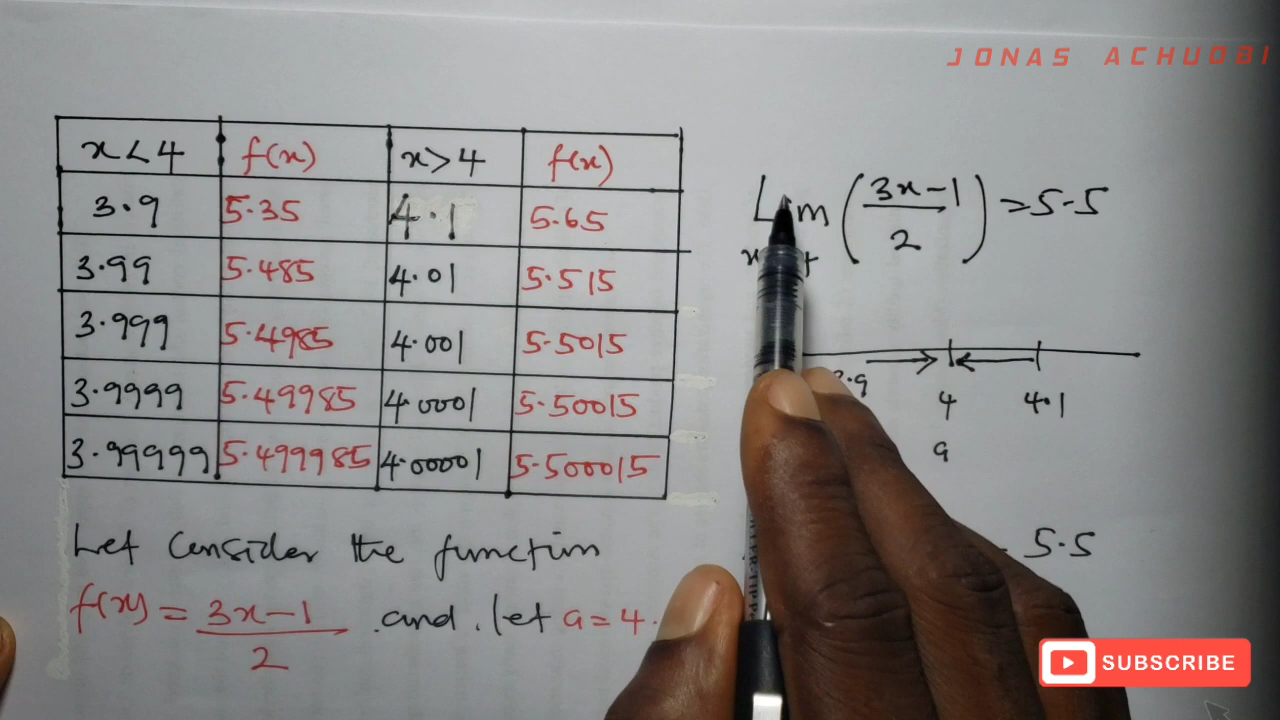 JONAS ACHUOBI
x<4 f(x) x>4 f(x)
3.9 5.35 4.1 5.65
3.99 5.485 4.01 5.515
3.999 5.4985 4.001 5.5015
3.9999 5.49985 4.0001 5.50015
3.99999 5.499985 4.00001 5.500015
Let Consider the function
f(x) = 3x-1
2
and let a=4.
(3x-1) = 5.5
2
3.9 4 4.1
a
5.5
SUBSCRIBE